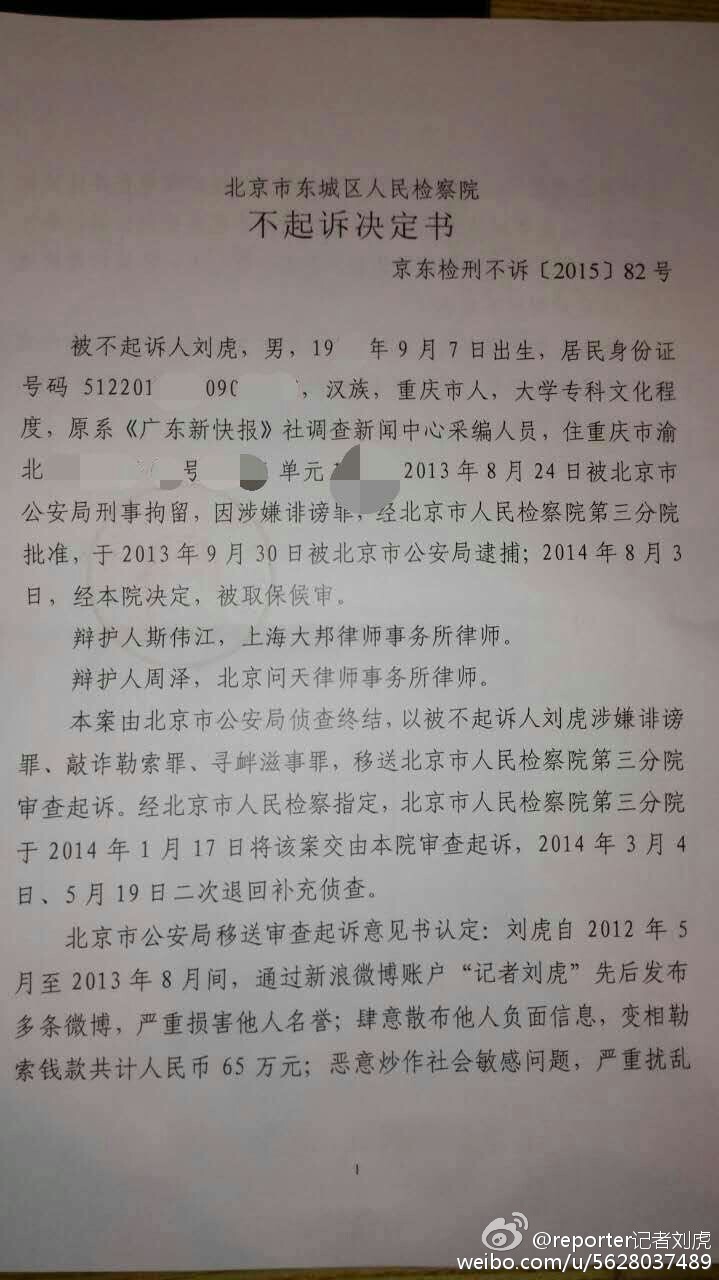 北京市东城区人民检察院
不起诉决定书
京东检刑不诉〔2015〕82号
被不起诉人刘虎，男，19 年9月7日出生，居民身份证
号码 512201 090 ，汉族，重庆市人，大学专科文化程
度，原系《广东新快报》社调查新闻中心采编人员，住重庆市渝
北 号 单元 2013年8月24日被北京市
公安局刑事拘留，因涉嫌诽谤罪，经北京市人民检察院第三分院
批准，于2013年9月30日被北京市公安局逮捕；2014年8月3
日，经本院决定，被取保候审。
辩护人斯伟江，上海大邦律师事务所律师。
辩护人周泽，北京问天律师事务所律师。
本案由北京市公安局侦查终结，以被不起诉人刘虎涉嫌诽谤
罪、敲诈勒索罪、寻衅滋事罪，移送北京市人民检察院第三分院
审查起诉。经北京市人民检察指定，北京市人民检察院第三分院
于2014年1月17日将该案交由本院审查起诉，2014年3月4
日、5月19日二次退回补充侦查。
北京市公安局移送审查起诉意见书认定：刘虎自2012年5
月至2013年8月间，通过新浪微博账户“记者刘虎”先后发布
多条微博，严重损害他人名誉；肆意散布他人负面信息，变相勒
索钱款共计人民币65万元；恶意炒作社会敏感问题，严重扰乱
1
@reporter记者刘虎
weibo.com/u/5628037489